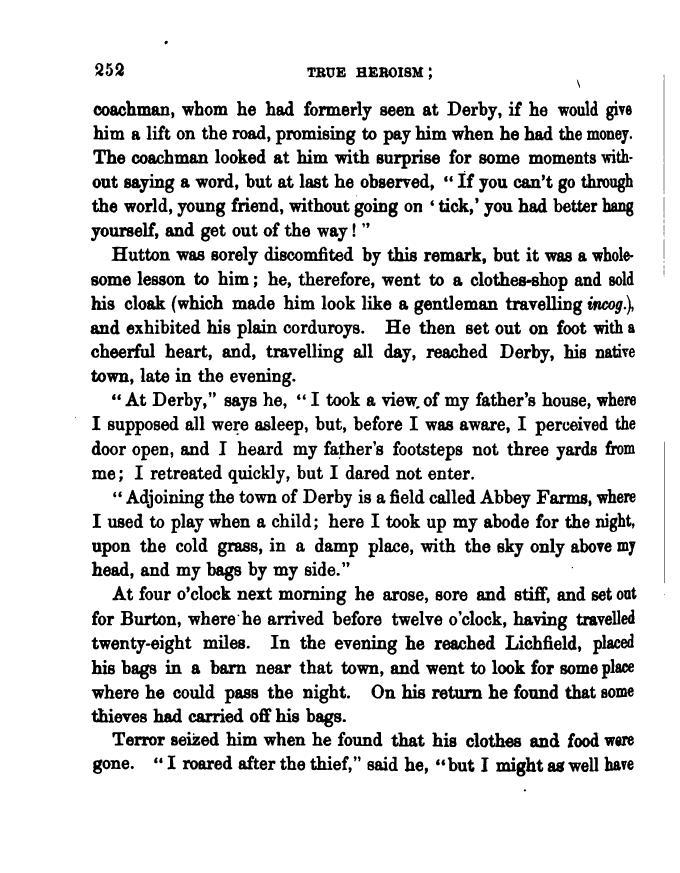 252 TRUE HEROISM;
coachman, whom he had formerly seen at Derby, if he would give
him a lift on the road, promising to pay him when he had the money.
The coachman looked at him with surprise for some moments with-
out saying a word, but at last he observed, “If you can’t go through
the world, young friend, without going on ‘tick,’ you had better hang
yourself, and get out of the way!”
Hutton was sorely discomfited by this remark, but it was a whole-
some lesson to him; he, therefore, went to a clothes-shop and sold
his cloak (which made him look like a gentleman travelling incog.),
and exhibited his plain corduroys. He then set out on foot with a
cheerful heart, and, travelling all day, reached Derby, his native
town, late in the evening.
“At Derby,” says he, “I took a view of my father’s house, where
I supposed all were asleep, but, before I was aware, I perceived the
door open, and I heard my father’s footsteps not three yards from
me; I retreated quickly, but I dared not enter.
“Adjoining the town of Derby is a field called Abbey Farms, where
I used to play when a child; here I took up my abode for the night,
upon the cold grass, in a damp place, with the sky only above my
head, and my bags by my side.”
At four o’clock next morning he arose, sore and stiff, and set out
for Burton, where he arrived before twelve o’clock, having travelled
twenty-eight miles. In the evening he reached Lichfield, placed
his bags in a barn near that town, and went to look for some place
where he could pass the night. On his return he found that some
thieves had carried off his bags.
Terror seized him when he found that his clothes and food were
gone. “I roared after the thief,” said he, “but I might as well have